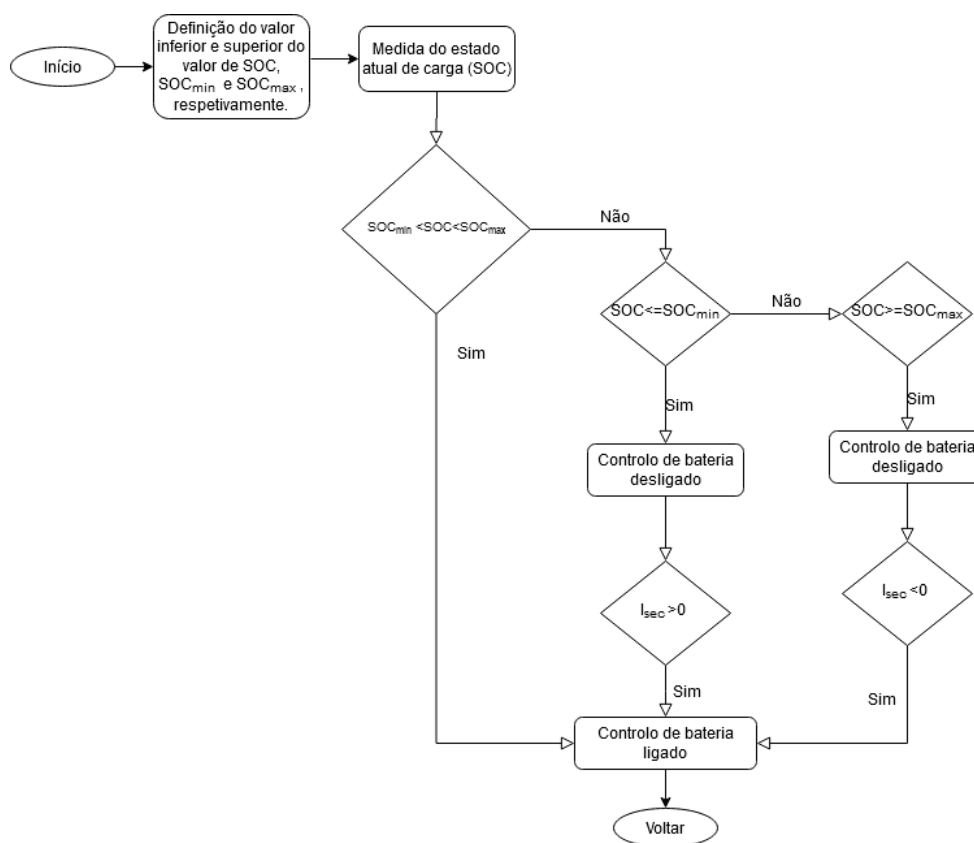 Início
Definição do valor
inferior e superior do
valor de SOC,
SOCmin e SOCmax,
respetivamente.
Medida do estado
atual de carga (SOC)
SOCmin <SOC<SOCmax
Não
Sim
SOC<=SOCmin
Não
SOC>=SOCmax
Sim
Sim
Controlo de bateria
desligado
Controlo de bateria
desligado
Isec >0
Isec <0
Sim
Sim
Controlo de bateria
ligado
Voltar